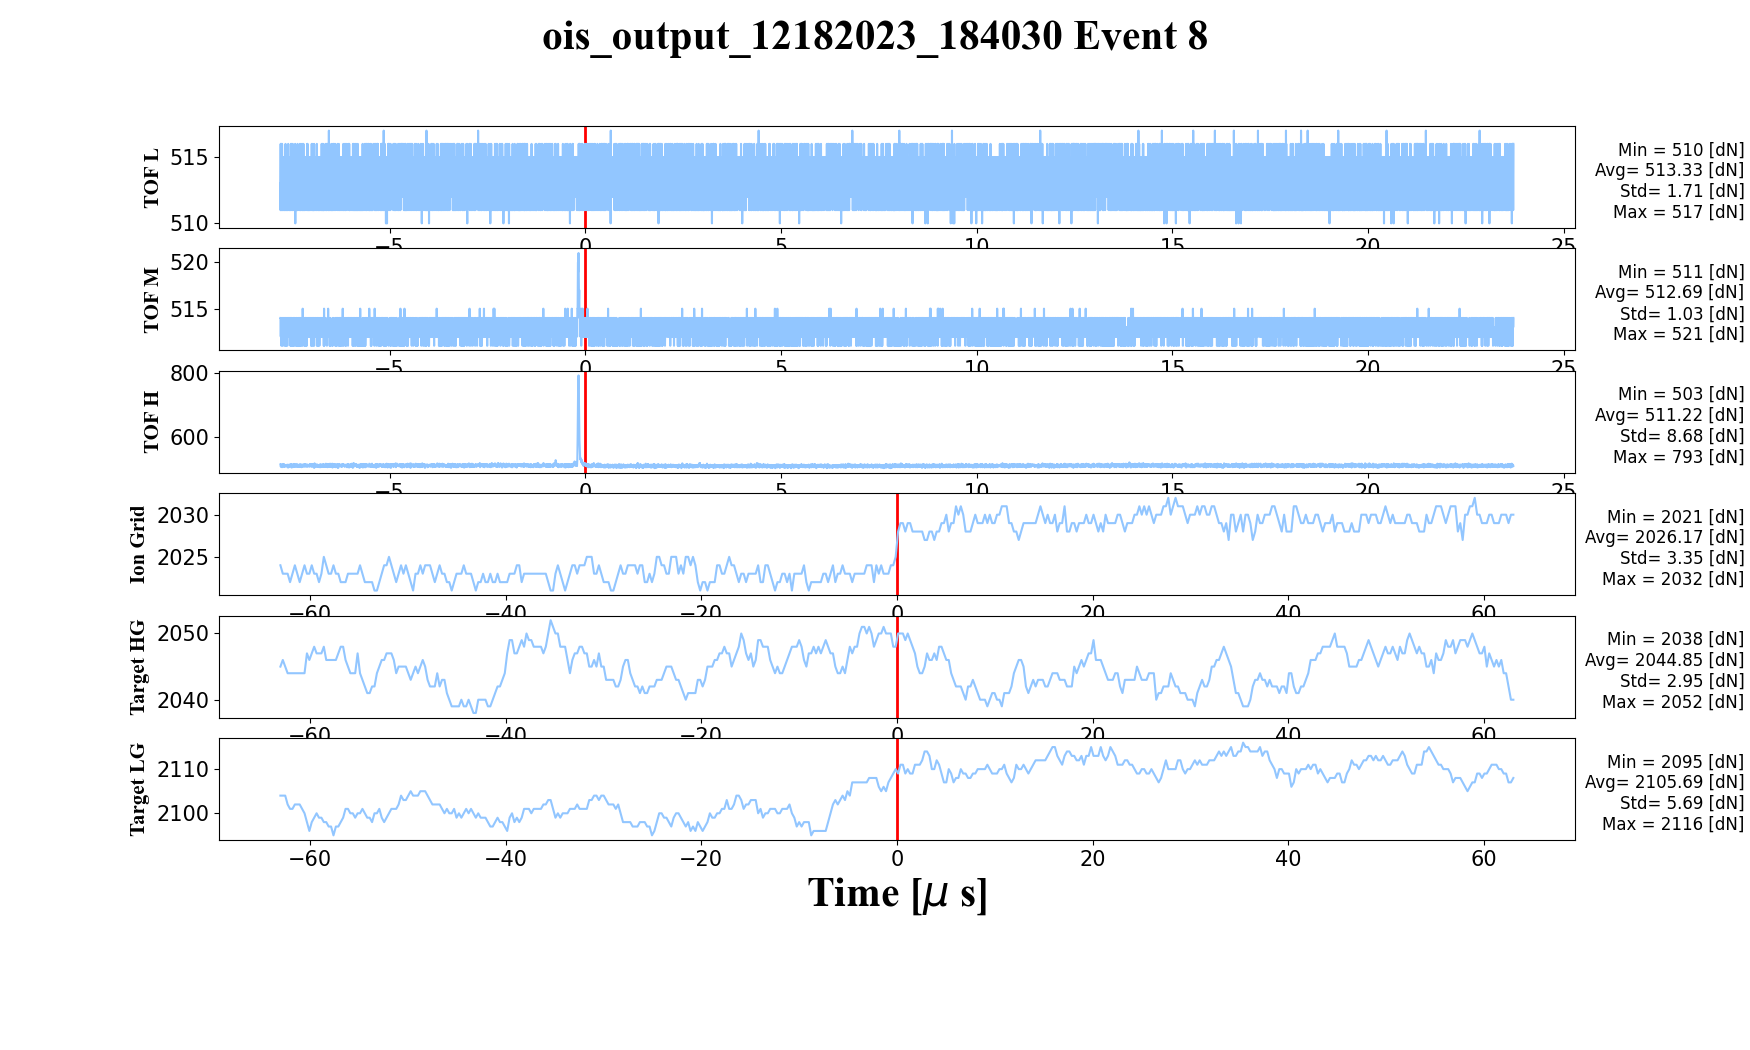 ois_output_12182023_184030 Event 8
TOF L
515
510
−5 0 5 10 15 20 25
Min = 510 [dN]
Avg= 513.33 [dN]
Std= 1.71 [dN]
Max = 517 [dN]
TOF M
520
515
−5 0 5 10 15 20 25
Min = 511 [dN]
Avg= 512.69 [dN]
Std= 1.03 [dN]
Max = 521 [dN]
TOF H
800
600
−5 0 5 10 15 20 25
Min = 503 [dN]
Avg= 511.22 [dN]
Std= 8.68 [dN]
Max = 793 [dN]
Ion Grid
2030
2025
−60 −40 −20 0 20 40 60
Min = 2021 [dN]
Avg= 2026.17 [dN]
Std= 3.35 [dN]
Max = 2032 [dN]
Target HG
2050
2040
−60 −40 −20 0 20 40 60
Min = 2038 [dN]
Avg= 2044.85 [dN]
Std= 2.95 [dN]
Max = 2052 [dN]
Target LG
2110
2100
−60 −40 −20 0 20 40 60
Min = 2095 [dN]
Avg= 2105.69 [dN]
Std= 5.69 [dN]
Max = 2116 [dN]
Time [μ s]